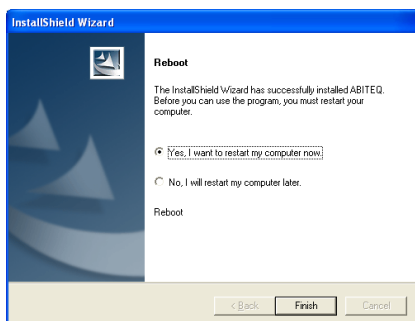 InstallShield Wizard
Reboot
The InstallShield Wizard has successfully installed ABITEQ.
Before you can use the program, you must restart your
computer.
Yes, I want to restart my computer now.
No, I will restart my computer later.
Reboot
< Back Finish Cancel